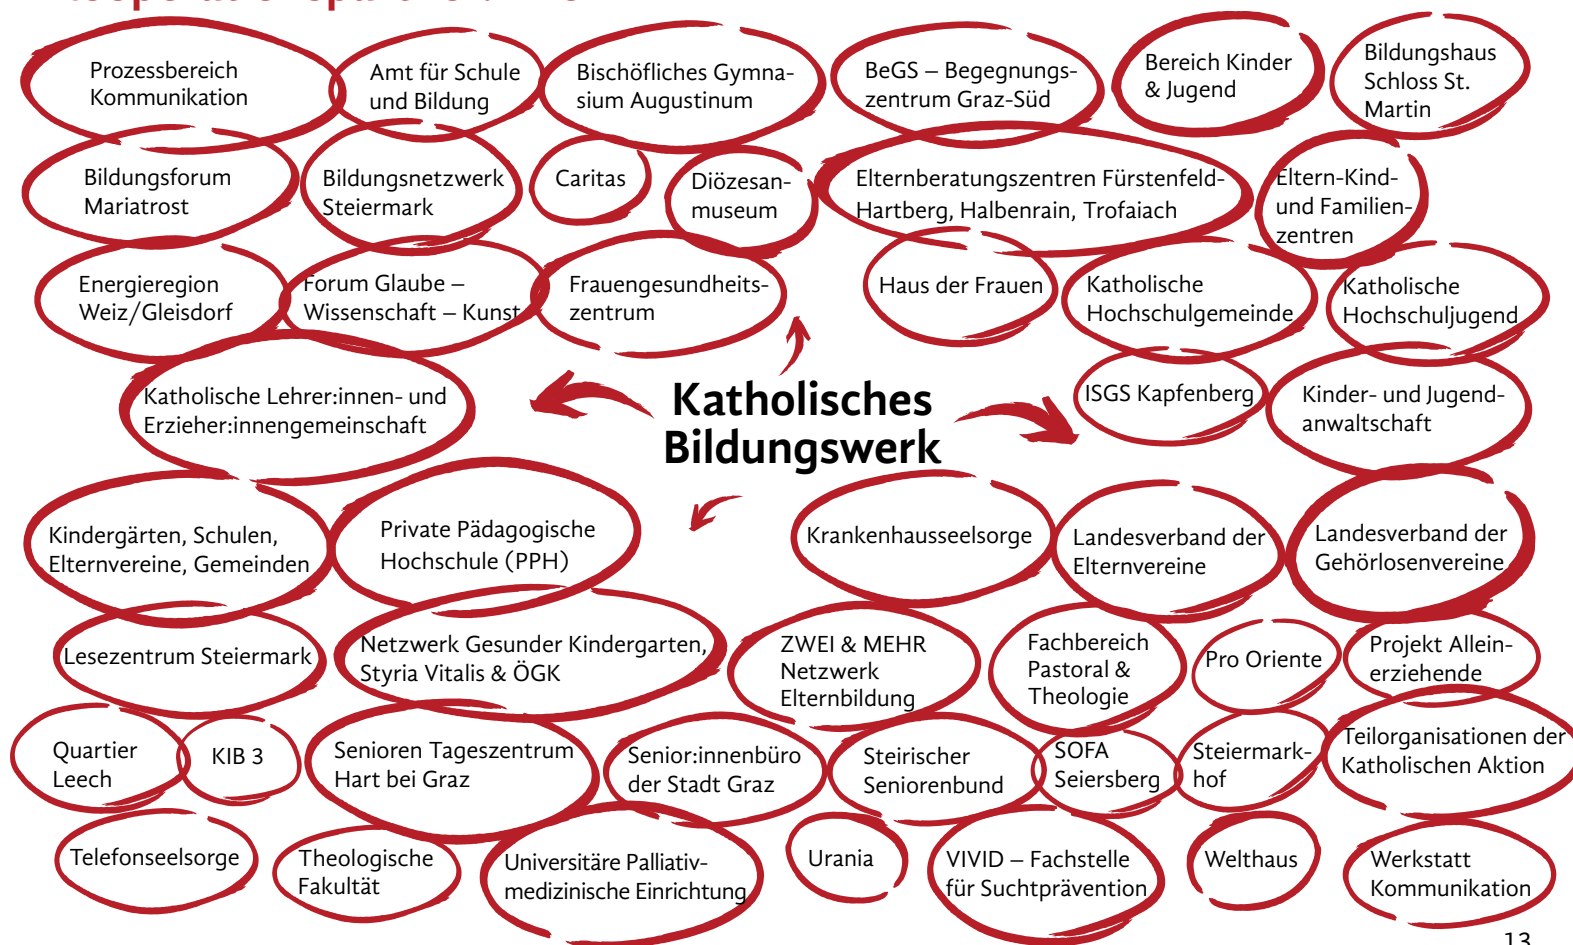 Prozessbereich
Kommunikation
Amt für Schule
und Bildung
Bischöfliches Gymna-
sium Augustinum
BeGS – Begegnungs-
zentrum Graz-Süd
Bereich Kinder
& Jugend
Bildungshaus
Schloss St.
Martin
Bildungsforum
Mariatrost
Bildungsnetzwerk
Steiermark
Caritas
Diözesan-
museum
Elternberatungszentren Fürstenfeld-
Hartberg, Halbenrain, Trofaiach
Eltern-Kind-
und Familien-
zentren
Energieregion
Weiz/Gleisdorf
Forum Glaube –
Wissenschaft – Kunst
Frauengesundheits-
zentrum
Haus der Frauen
Katholische
Hochschulgemeinde
Katholische
Hochschuljugend
Katholische Lehrer:innen- und
Erzieher:innengemeinschaft
Katholisches
Bildungswerk
ISGS Kapfenberg
Kinder- und Jugend-
anwaltschaft
Kindergärten, Schulen,
Elternvereine, Gemeinden
Private Pädagogische
Hochschule (PPH)
Krankenhausseelsorge
Landesverband der
Elternvereine
Landesverband der
Gehörlosenvereine
Lesezentrum Steiermark
Netzwerk Gesunder Kindergarten,
Styria Vitalis & ÖGK
ZWEI & MEHR
Netzwerk
Elternbildung
Fachbereich
Pastoral &
Theologie
Pro Oriente
Projekt Allein-
erziehende
Quartier
Leech
KIB 3
Senioren Tageszentrum
Hart bei Graz
Senior:innenbüro
der Stadt Graz
Steirischer
Seniorenbund
SOFA
Seiersberg
Steiermark-
hof
Teilorganisationen der
Katholischen Aktion
Telefonseelsorge
Theologische
Fakultät
Universitäre Palliativ-
medizinische Einrichtung
Urania
VIVID – Fachstelle
für Suchtprävention
Welthaus
Werkstatt
Kommunikation
13